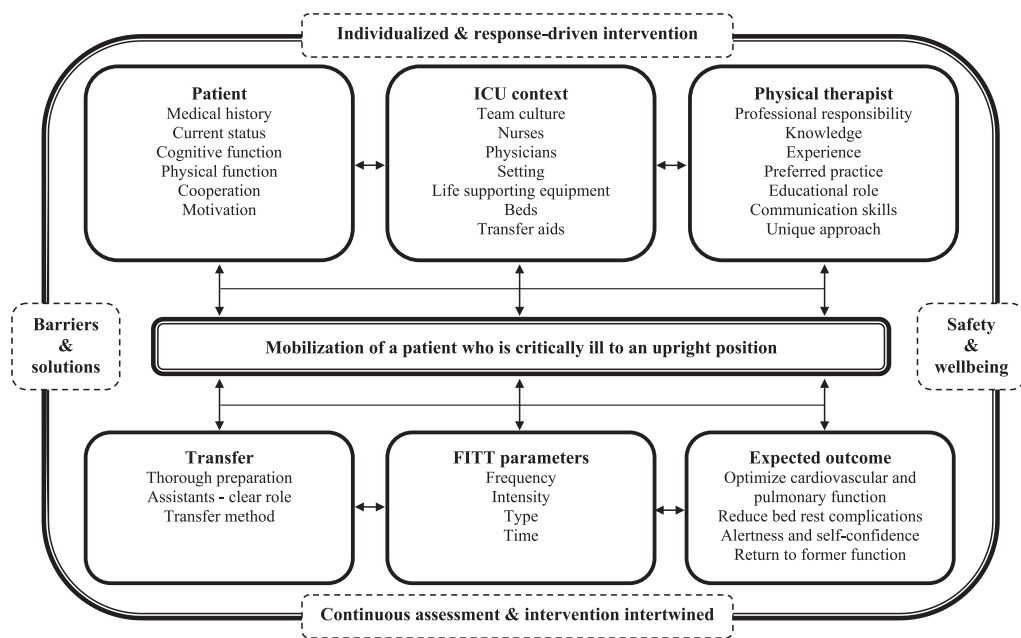 Individualized & response-driven intervention
Patient
Medical history
Current status
Cognitive function
Physical function
Cooperation
Motivation
ICU context
Team culture
Nurses
Physicians
Setting
Life supporting equipment
Beds
Transfer aids
Physical therapist
Professional responsibility
Knowledge
Experience
Preferred practice
Educational role
Communication skills
Unique approach
Barriers
&
solutions
Mobilization of a patient who is critically ill to an upright position
Safety
&
wellbeing
Transfer
Thorough preparation
Assistants - clear role
Transfer method
FITT parameters
Frequency
Intensity
Type
Time
Expected outcome
Optimize cardiovascular and
pulmonary function
Reduce bed rest complications
Alertness and self-confidence
Return to former function
Continuous assessment & intervention intertwined